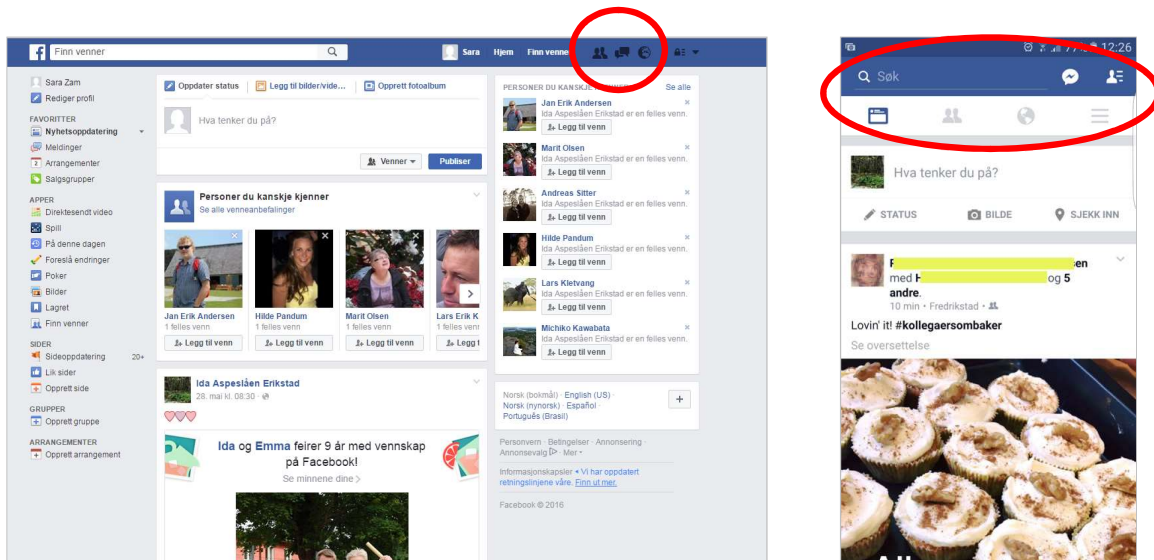 Finn venner
Sara Hjem Finn venner
Sara Zam
Rediger profil
FAVORITTER
Nyhetsoppdatering
Meldinger
2 Arrangementer
Salgsgrupper
APPER
Direktesendt video
Spill
På denne dagen
Foreslå endringer
Poker
Bilder
Lagret
Finn venner
SIDER
Sideoppdatering 20+
Lik sider
Opprett side
GRUPPER
Opprett gruppe
ARRANGEMENTER
Opprett arrangement
Oppdater status Legg til bilder/vide... Opprett fotoalbum
Hva tenker du på?
Venner Publiser
Personer du kanskje kjenner
Se alle venneanbefalinger
Jan Erik Andersen
1 felles venn
Legg til venn
Hilde Pandum
1 felles venn
Legg til venn
Marit Olsen
1 felles venn
Legg til venn
Lars Erik K
1 felles venn
Legg t
Ida Aspeslåen Erikstad
28. mai kl. 08:30 ·
Ida og Emma feirer 9 år med vennskap
på Facebook!
Se minnene dine >
PERSONER DU KANSKJE Se alle
Jan Erik Andersen
Ida Aspeslåen Erikstad er en felles venn.
Legg til venn
Marit Olsen
Ida Aspeslåen Erikstad er en felles venn.
Legg til venn
Andreas Sitter
Ida Aspeslåen Erikstad er en felles venn.
Legg til venn
Hilde Pandum
Ida Aspeslåen Erikstad er en felles venn.
Legg til venn
Lars Kletvang
Ida Aspeslåen Erikstad er en felles venn.
Legg til venn
Michiko Kawabata
Ida Aspeslåen Erikstad er en felles venn.
Legg til venn
Norsk (bokmål) · English (US) ·
Norsk (nynorsk) · Español ·
Português (Brasil)
Personvern · Betingelser · Annonsering ·
Annonsevalg · Mer
Informasjonskapsler • Vi har oppdatert
retningslinjene våre. Finn ut mer.
Facebook © 2016
12:26
Søk
Hva tenker du på?
STATUS BILDE SJEKK INN
en
med H og 5
andre.
10 min • Fredrikstad •
Lovin' it! #kollegaersombaker
Se oversettelse